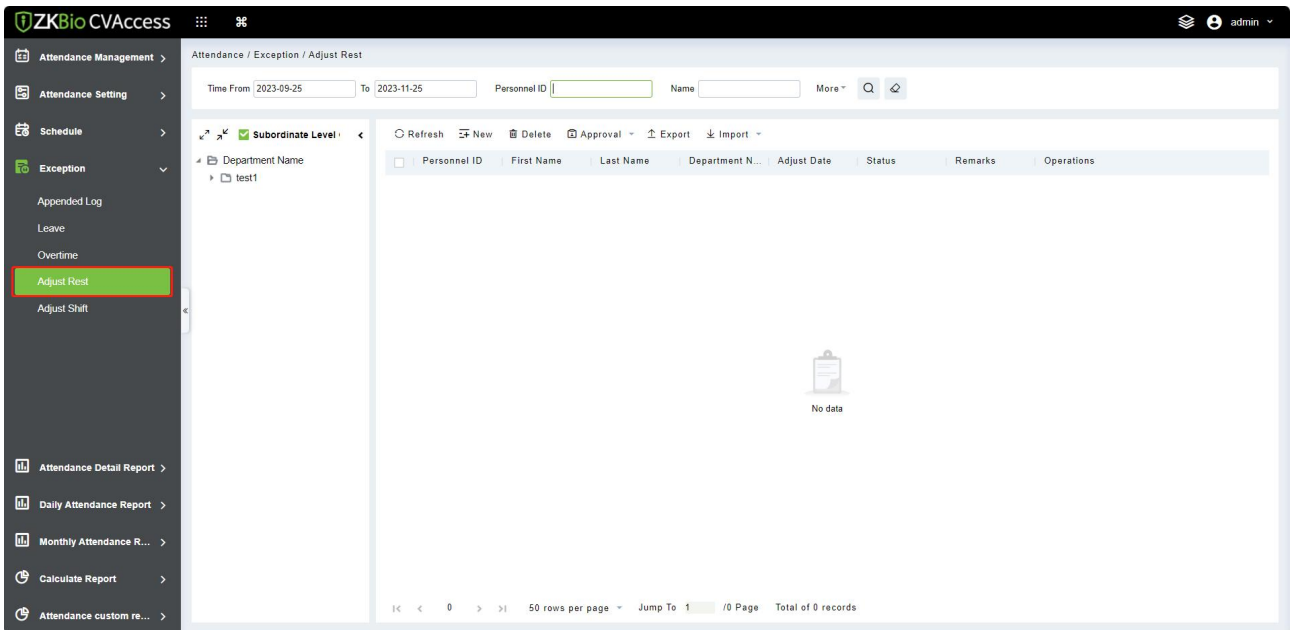 ZKBio CVAccess
admin
Attendance Management
Attendance Setting
Schedule
Exception
Appended Log
Leave
Overtime
Adjust Rest
Adjust Shift
Attendance Detail Report
Daily Attendance Report
Monthly Attendance R...
Calculate Report
Attendance custom re...
Attendance / Exception / Adjust Rest
Time From 2023-09-25 To 2023-11-25 Personnel ID Name More
Subordinate Level
Department Name
test1
Refresh New Delete Approval Export Import
Personnel ID First Name Last Name Department N... Adjust Date Status Remarks Operations
No data
0 50 rows per page Jump To 1 /0 Page Total of 0 records